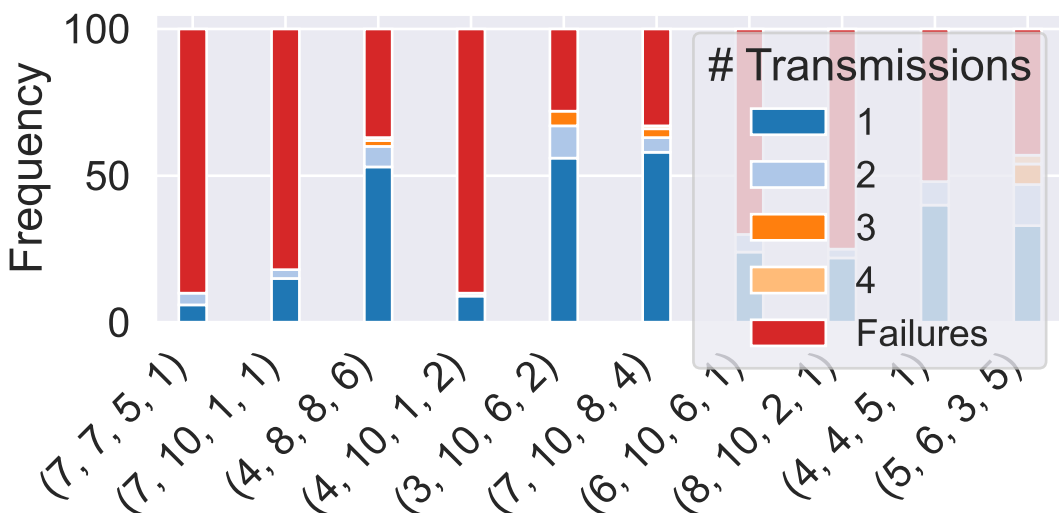 100
50
0
Frequency
# Transmissions
1
2
3
4
Failures
(7, 7, 5, 1)
(7, 10, 1, 1)
(4, 8, 8, 6)
(4, 10, 1, 2)
(3, 10, 6, 2)
(7, 10, 8, 4)
(6, 10, 6, 1)
(8, 10, 2, 1)
(4, 4, 5, 1)
(5, 6, 3, 5)